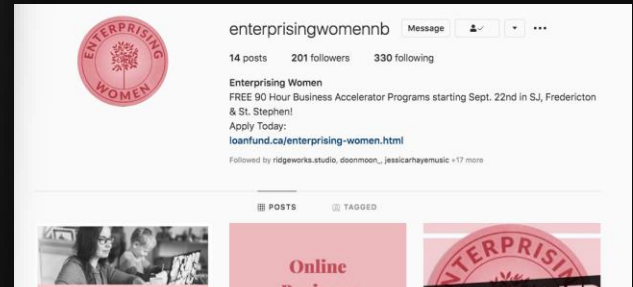 ENTERPRISING
WOMEN
enterprisingwomennb Message
14 posts 201 followers 330 following
Enterprising Women
FREE 90 Hour Business Accelerator Programs starting Sept. 22nd in SJ, Fredericton
& St. Stephen!
Apply Today:
loanfund.ca/enterprising-women.html
Followed by ridgeworks.studio, doonmoon_, jessicarhayemusic +17 more
POSTS TAGGED
Online
ENTERPRISING